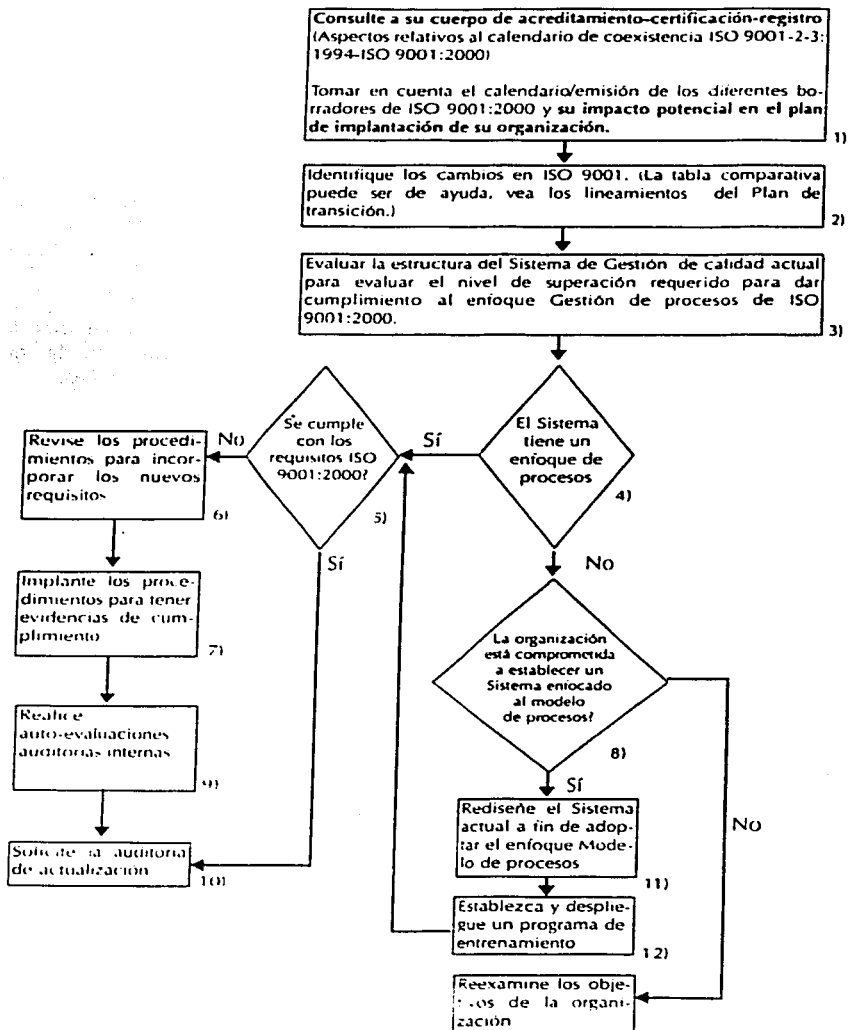 Consulte a su cuerpo de acreditamiento-certificación-registro
(Aspectos relativos al calendario de coexistencia ISO 9001-2-3:
1994-ISO 9001:2000)
Tomar en cuenta el calendario/emisión de los diferentes bo-
rradores de ISO 9001:2000 y su impacto potencial en el plan
de implantación de su organización.
1)
Identifique los cambios en ISO 9001. (La tabla comparativa
puede ser de ayuda, vea los lineamientos del Plan de
transición.)
2)
Evaluar la estructura del Sistema de Gestión de calidad actual
para evaluar el nivel de superación requerido para dar
cumplimiento al enfoque Gestión de procesos de ISO
9001:2000.
3)
El Sistema
tiene un
enfoque de
procesos
4)
Sí
No
Se cumple
con los
requisitos ISO
9001:2000?
5)
No
Sí
Revise los procedi-
mientos para incor-
porar los nuevos
requisitos
6)
Implante los proce-
dimientos para tener
evidencias de cum-
plimiento
7)
Realice
auto-evaluaciones
auditorías internas
9)
Solicite la auditoría
de actualización
10)
La organización
está comprometida
a establecer un
Sistema enfocado
al modelo
de procesos?
8)
Sí
No
Rediseñe el Sistema
actual a fin de adop-
tar el enfoque Mode-
lo de procesos
11)
Establezca y desplie-
gue un programa de
entrenamiento
12)
Reexamine los obje-
de la organi-
zación